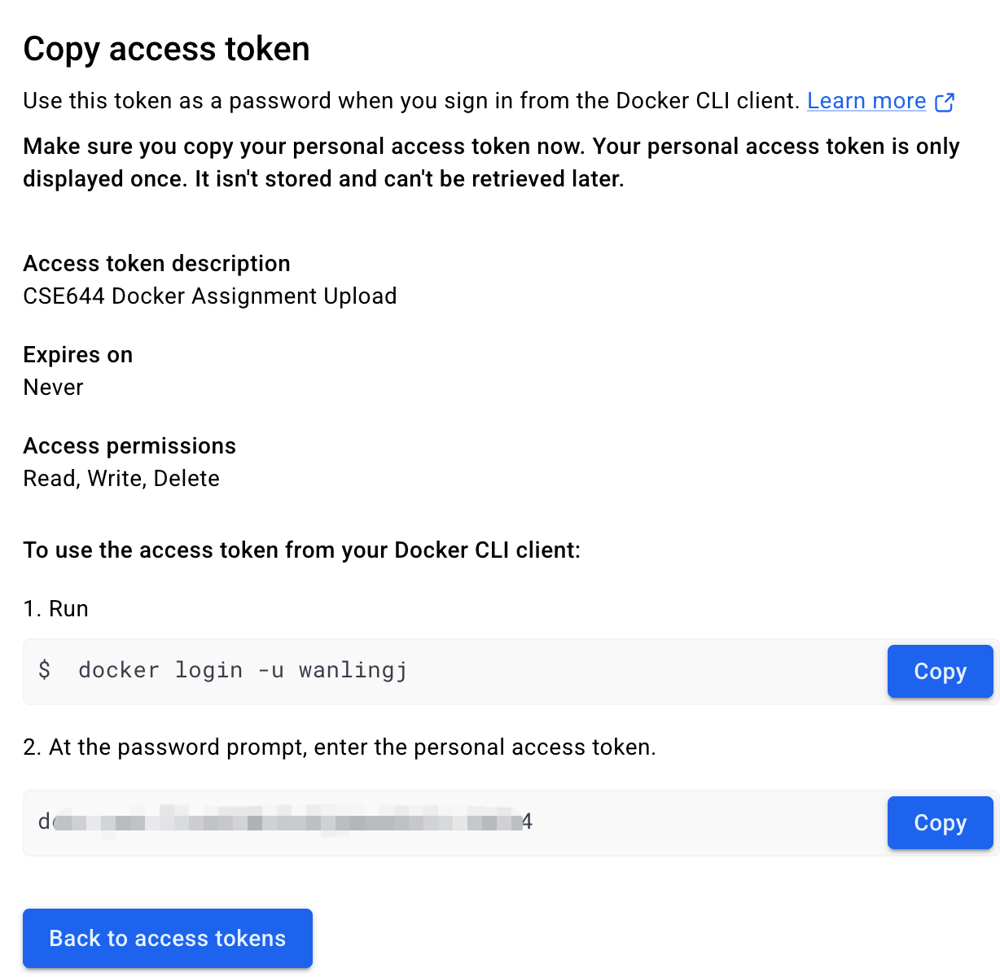 Copy access token
Use this token as a password when you sign in from the Docker CLI client. Learn more
Make sure you copy your personal access token now. Your personal access token is only
displayed once. It isn't stored and can't be retrieved later.
Access token description
CSE644 Docker Assignment Upload
Expires on
Never
Access permissions
Read, Write, Delete
To use the access token from your Docker CLI client:
1. Run
$ docker login -u wanlingj
Copy
2. At the password prompt, enter the personal access token.
Copy
Back to access tokens